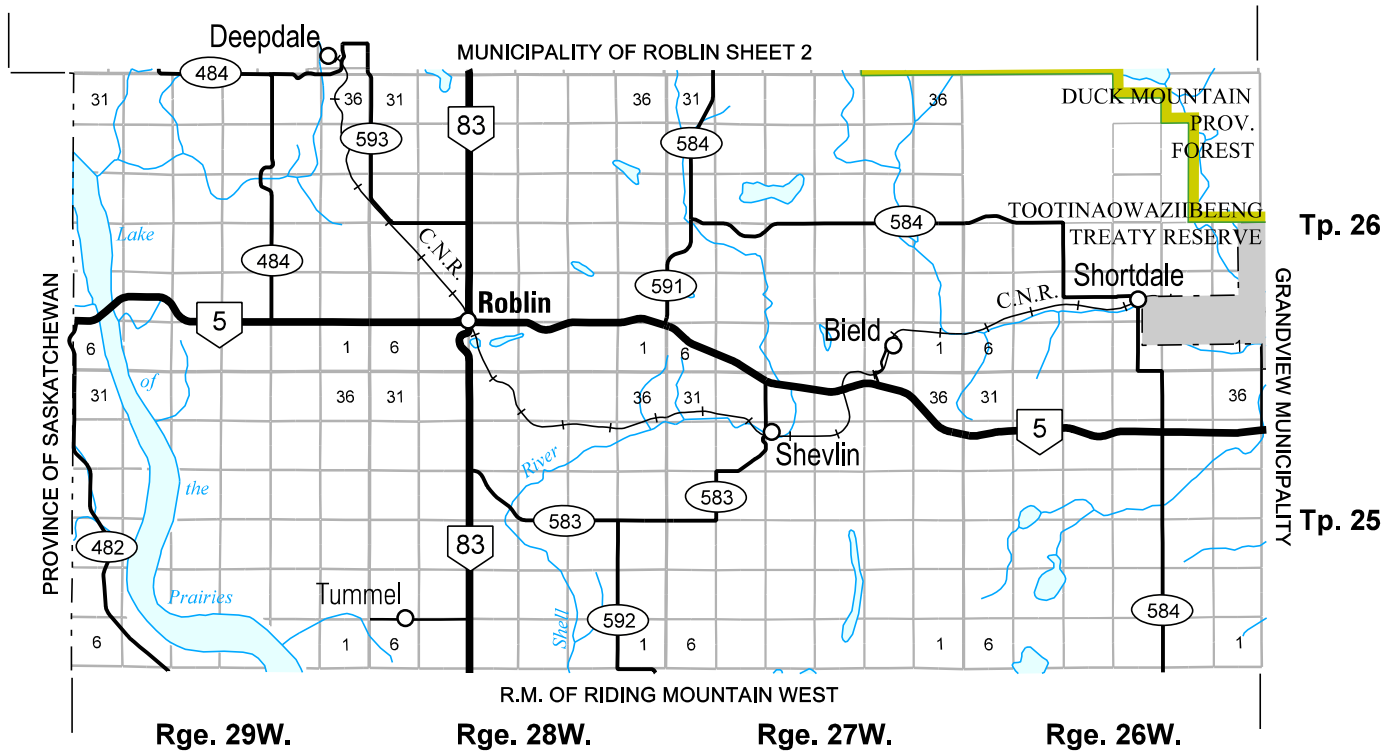 Deepdale
MUNICIPALITY OF ROBLIN SHEET 2
484
31
36
31
83
36
31
36
DUCK MOUNTAIN
PROV.
FOREST
593
584
TOOTINAOWAZIIBEENG
TREATY RESERVE
584
Tp. 26
Lake
484
C.N.R.
591
Shortdale
C.N.R.
Roblin
5
Bield
6
1
6
1
6
1
6
1
of
31
36
31
36
31
36
31
36
5
PROVINCE OF SASKATCHEWAN
GRANDVIEW MUNICIPALITY
Shevlin
River
the
583
583
Tp. 25
482
83
Prairies
Tummel
592
584
Shell
6
1
6
1
6
1
6
1
R.M. OF RIDING MOUNTAIN WEST
Rge. 29W.
Rge. 28W.
Rge. 27W.
Rge. 26W.